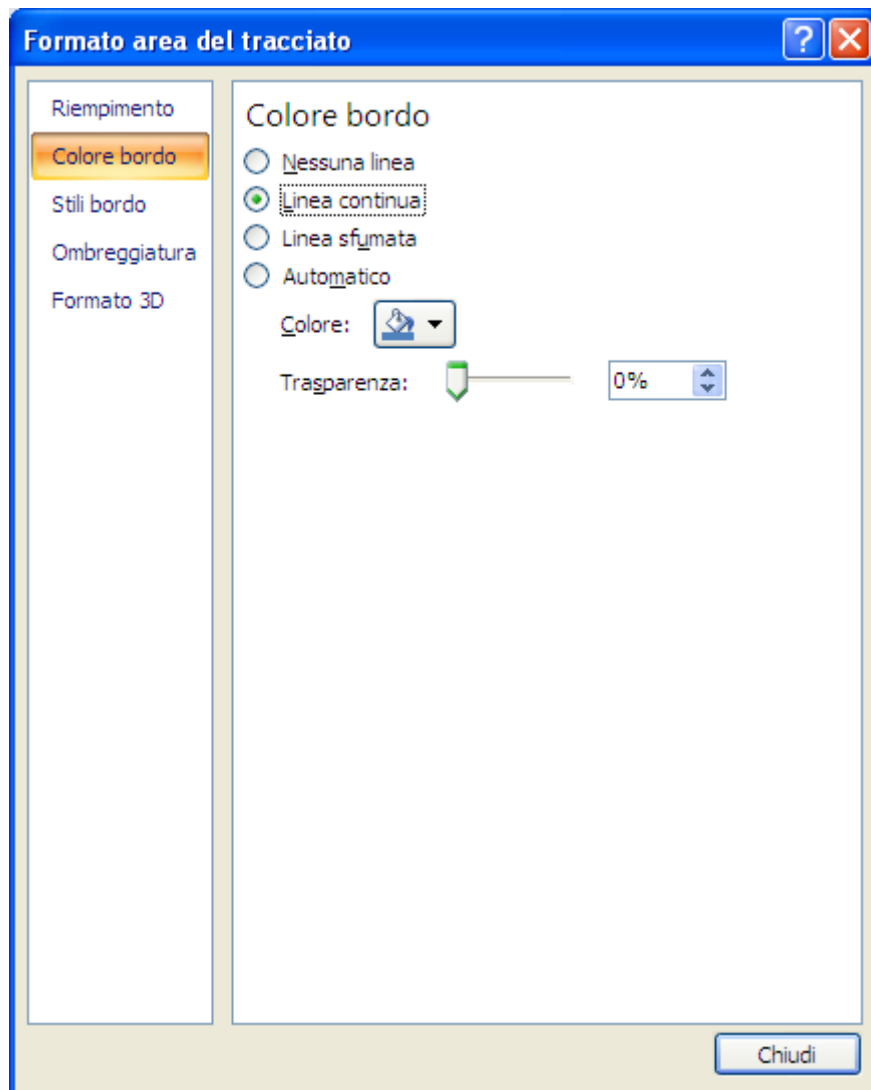 Formato area del tracciato
Riempimento
Colore bordo
Stili bordo
Ombreggiatura
Formato 3D
Colore bordo
Nessuna linea
Linea continua
Linea sfumata
Automatico
Colore:
Trasparenza: 0%
Chiudi